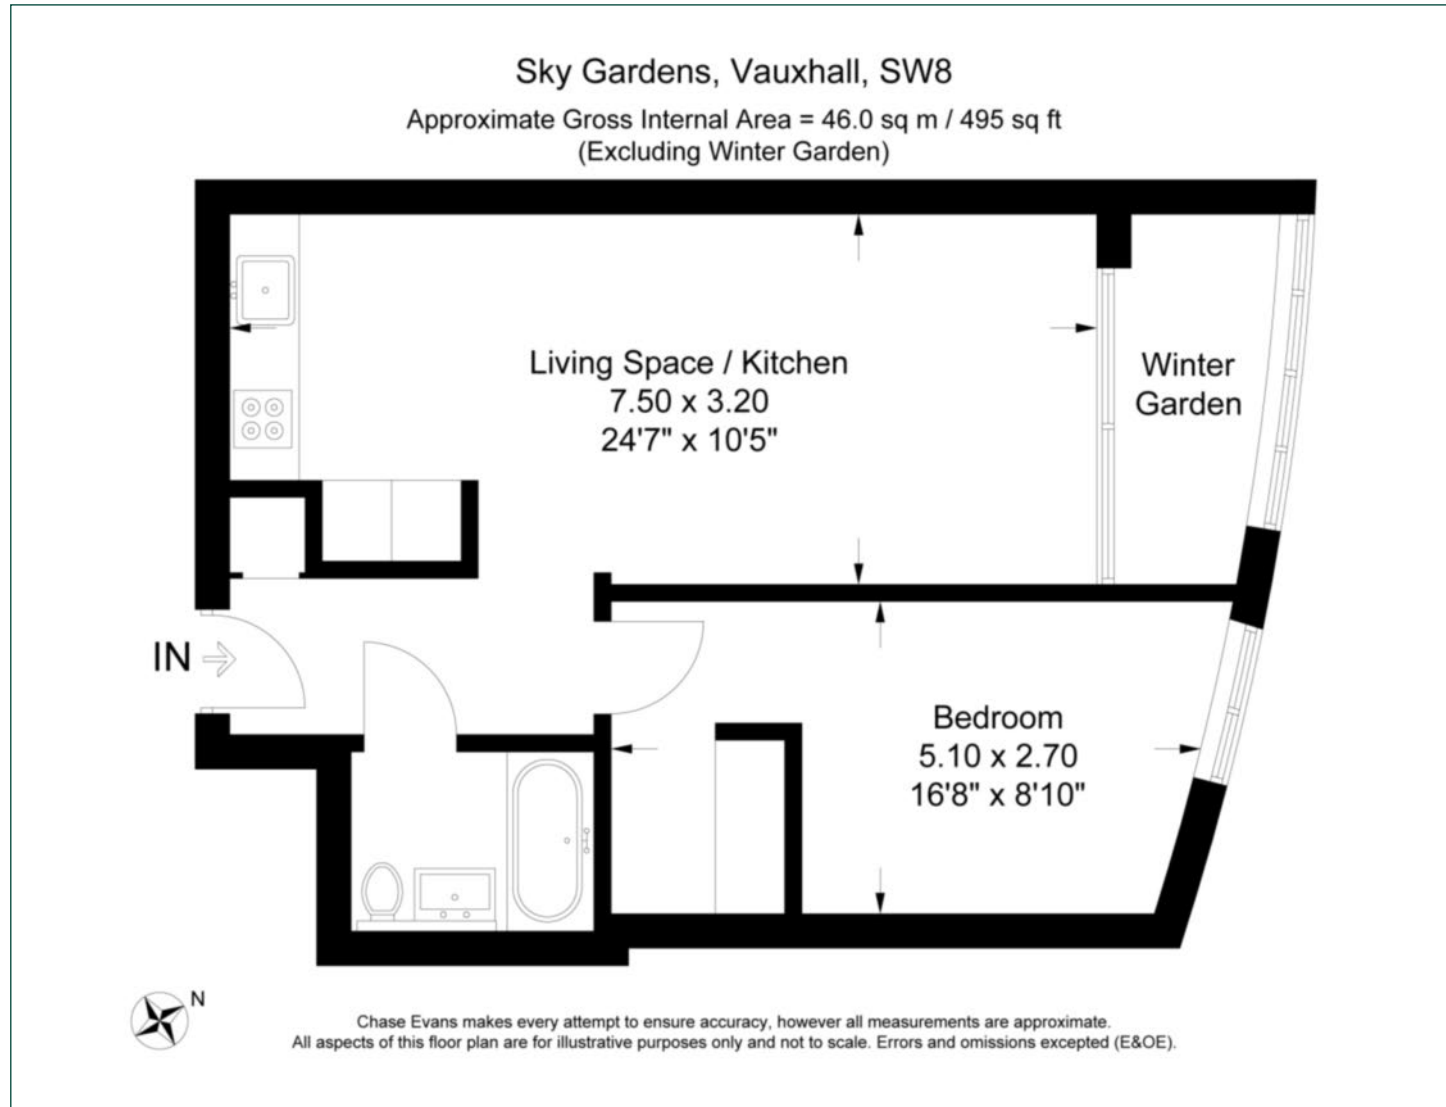 Sky Gardens, Vauxhall, SW8
Approximate Gross Internal Area = 46.0 sq m / 495 sq ft
(Excluding Winter Garden)
Living Space / Kitchen
7.50 x 3.20
24'7" x 10'5"
Winter
Garden
IN
Bedroom
5.10 x 2.70
16'8" x 8'10"
N
Chase Evans makes every attempt to ensure accuracy, however all measurements are approximate.
All aspects of this floor plan are for illustrative purposes only and not to scale. Errors and omissions excepted (E&OE).